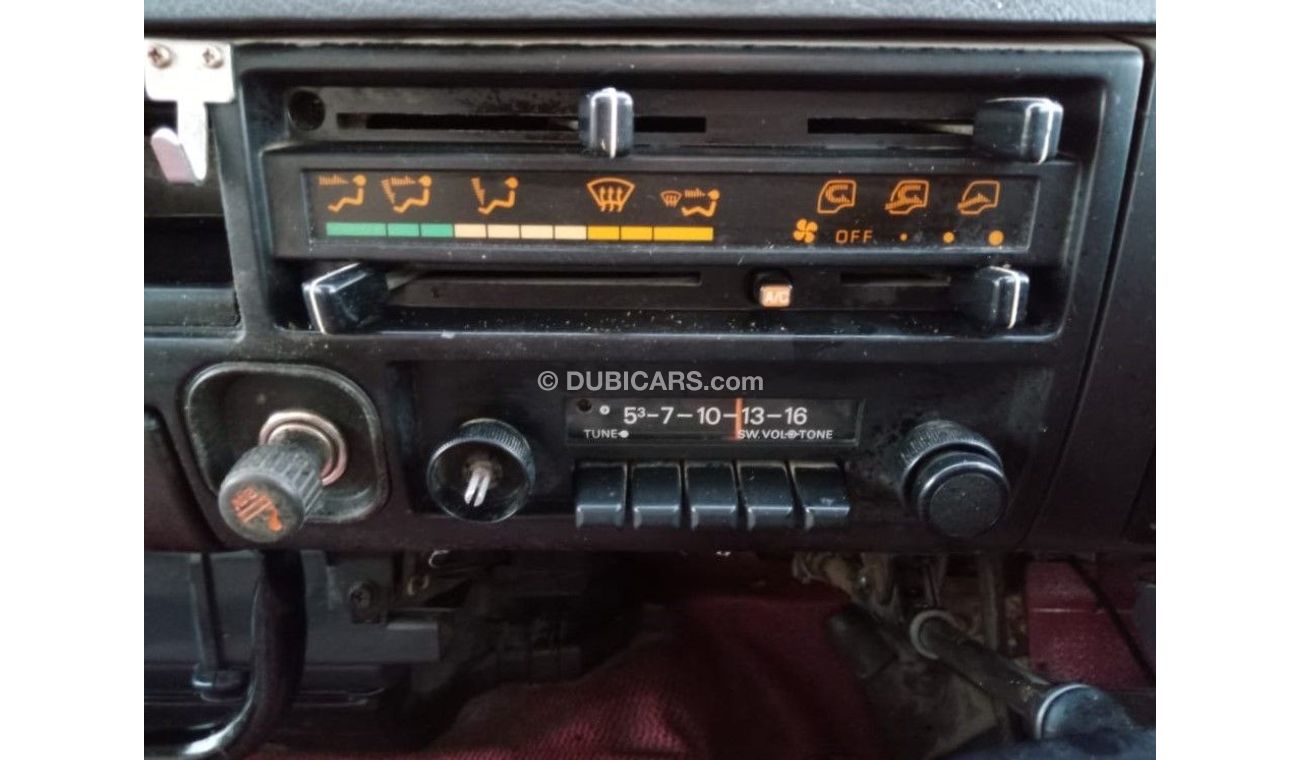 OFF
A/C
© DUBICARS.com
5³-7-10-13-16
TUNE SW. VOL TONE